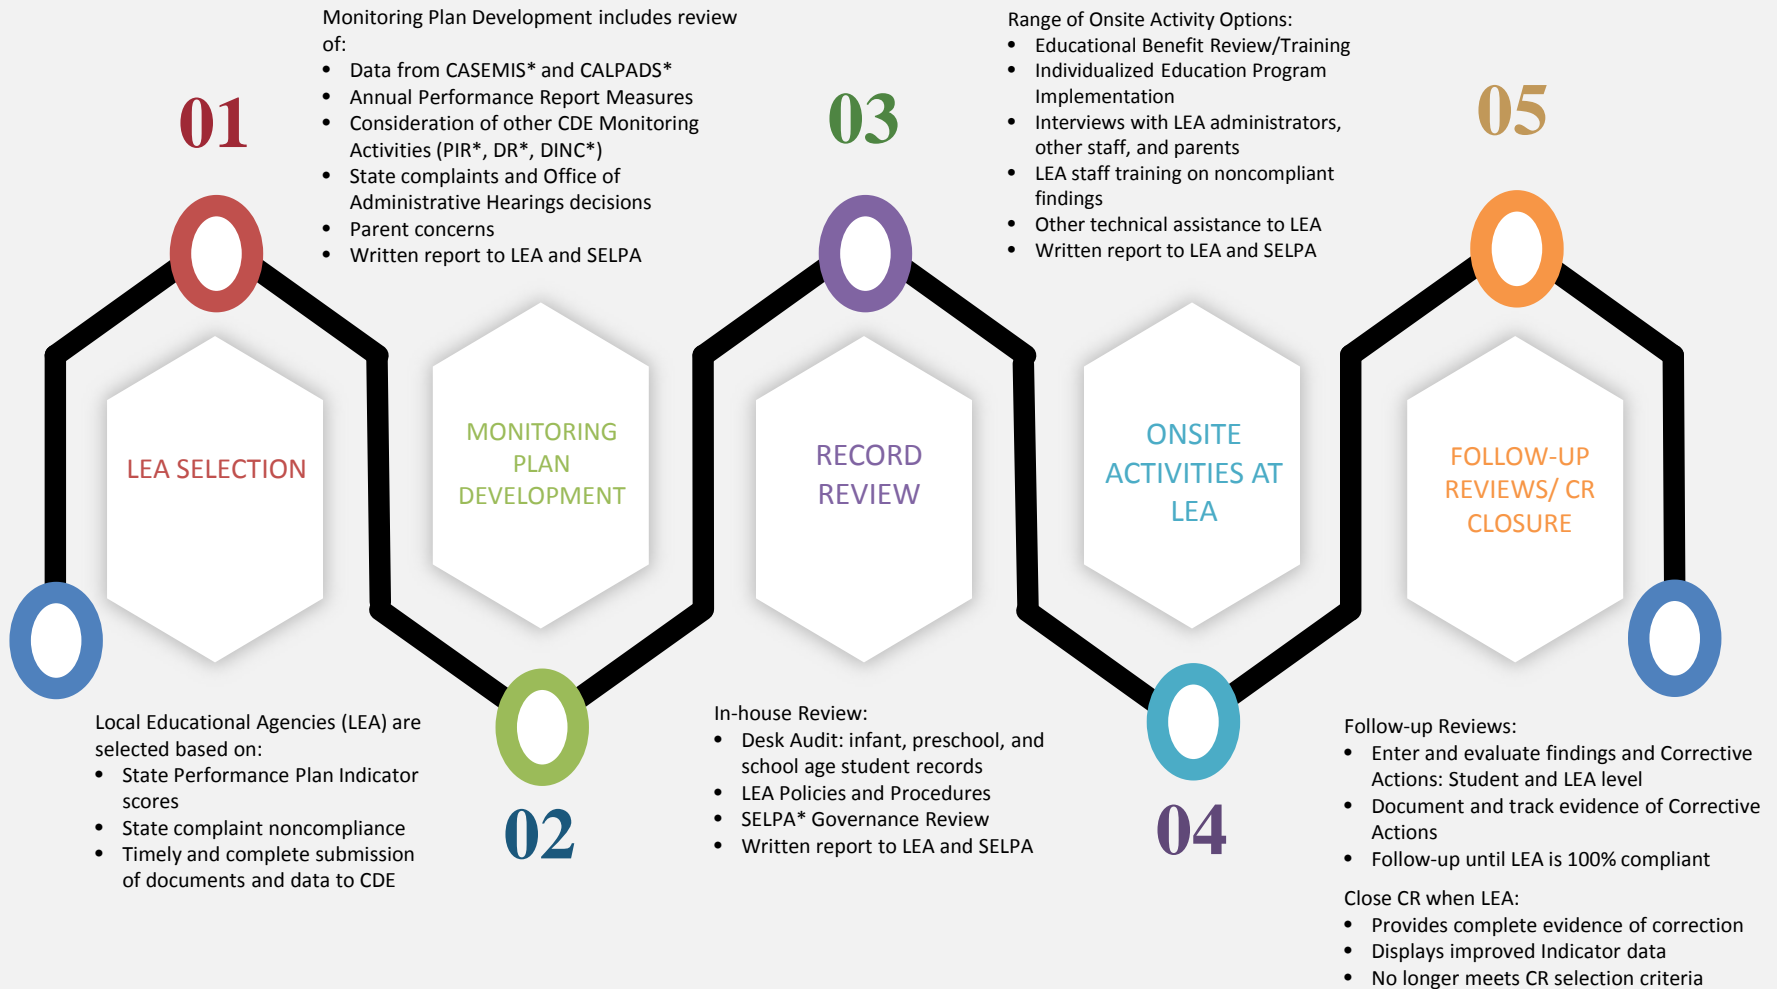 01
LEA SELECTION
Local Educational Agencies (LEA) are
selected based on:
• State Performance Plan Indicator
scores
• State complaint noncompliance
• Timely and complete submission
of documents and data to CDE
Monitoring Plan Development includes review
of:
• Data from CASEMIS* and CALPADS*
• Annual Performance Report Measures
• Consideration of other CDE Monitoring
Activities (PIR*, DR*, DINC*)
• State complaints and Office of
Administrative Hearings decisions
• Parent concerns
• Written report to LEA and SELPA
MONITORING
PLAN
DEVELOPMENT
02
03
RECORD
REVIEW
In-house Review:
• Desk Audit: infant, preschool, and
school age student records
• LEA Policies and Procedures
• SELPA* Governance Review
• Written report to LEA and SELPA
Range of Onsite Activity Options:
• Educational Benefit Review/Training
• Individualized Education Program
Implementation
• Interviews with LEA administrators,
other staff, and parents
• LEA staff training on noncompliant
findings
• Other technical assistance to LEA
• Written report to LEA and SELPA
ONSITE
ACTIVITIES AT
LEA
04
05
FOLLOW-UP
REVIEWS/ CR
CLOSURE
Follow-up Reviews:
• Enter and evaluate findings and Corrective
Actions: Student and LEA level
• Document and track evidence of Corrective
Actions
• Follow-up until LEA is 100% compliant
Close CR when LEA:
• Provides complete evidence of correction
• Displays improved Indicator data
• No longer meets CR selection criteria